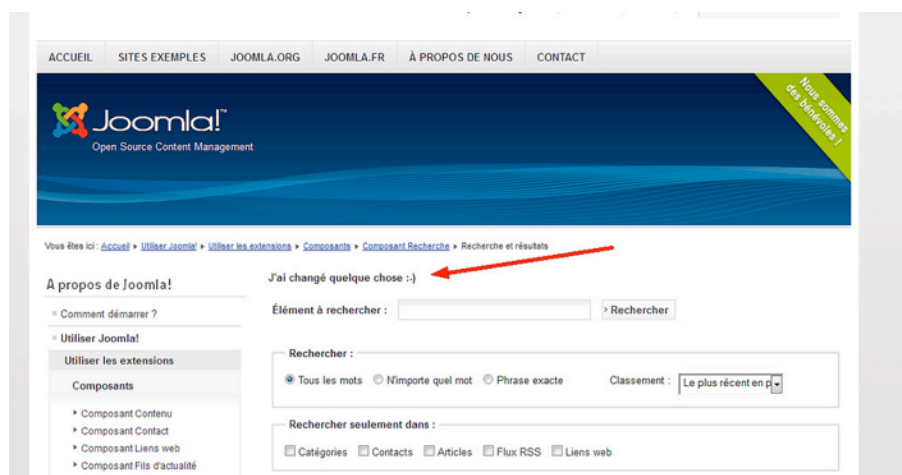 ACCUEIL SITES EXEMPLES JOOMLA.ORG JOOMLA.FR À PROPOS DE NOUS CONTACT
Nous sommes
des bénévoles !
Joomla!™
Open Source Content Management
Vous êtes ici : Accueil Utiliser Joomla! Utiliser les extensions Composants Composant Recherche Recherche et résultats
J'ai changé quelque chose :-)
A propos de Joomla!
Élément à rechercher : Rechercher
Comment démarrer ?
Utiliser Joomla!
Utiliser les extensions
Composants
Composant Contenu
Composant Contact
Composant Liens web
Composant Fils d'actualité
Rechercher :
Tous les mots N'importe quel mot Phrase exacte Classement : Le plus récent en p
Rechercher seulement dans :
Catégories Contacts Articles Flux RSS Liens web